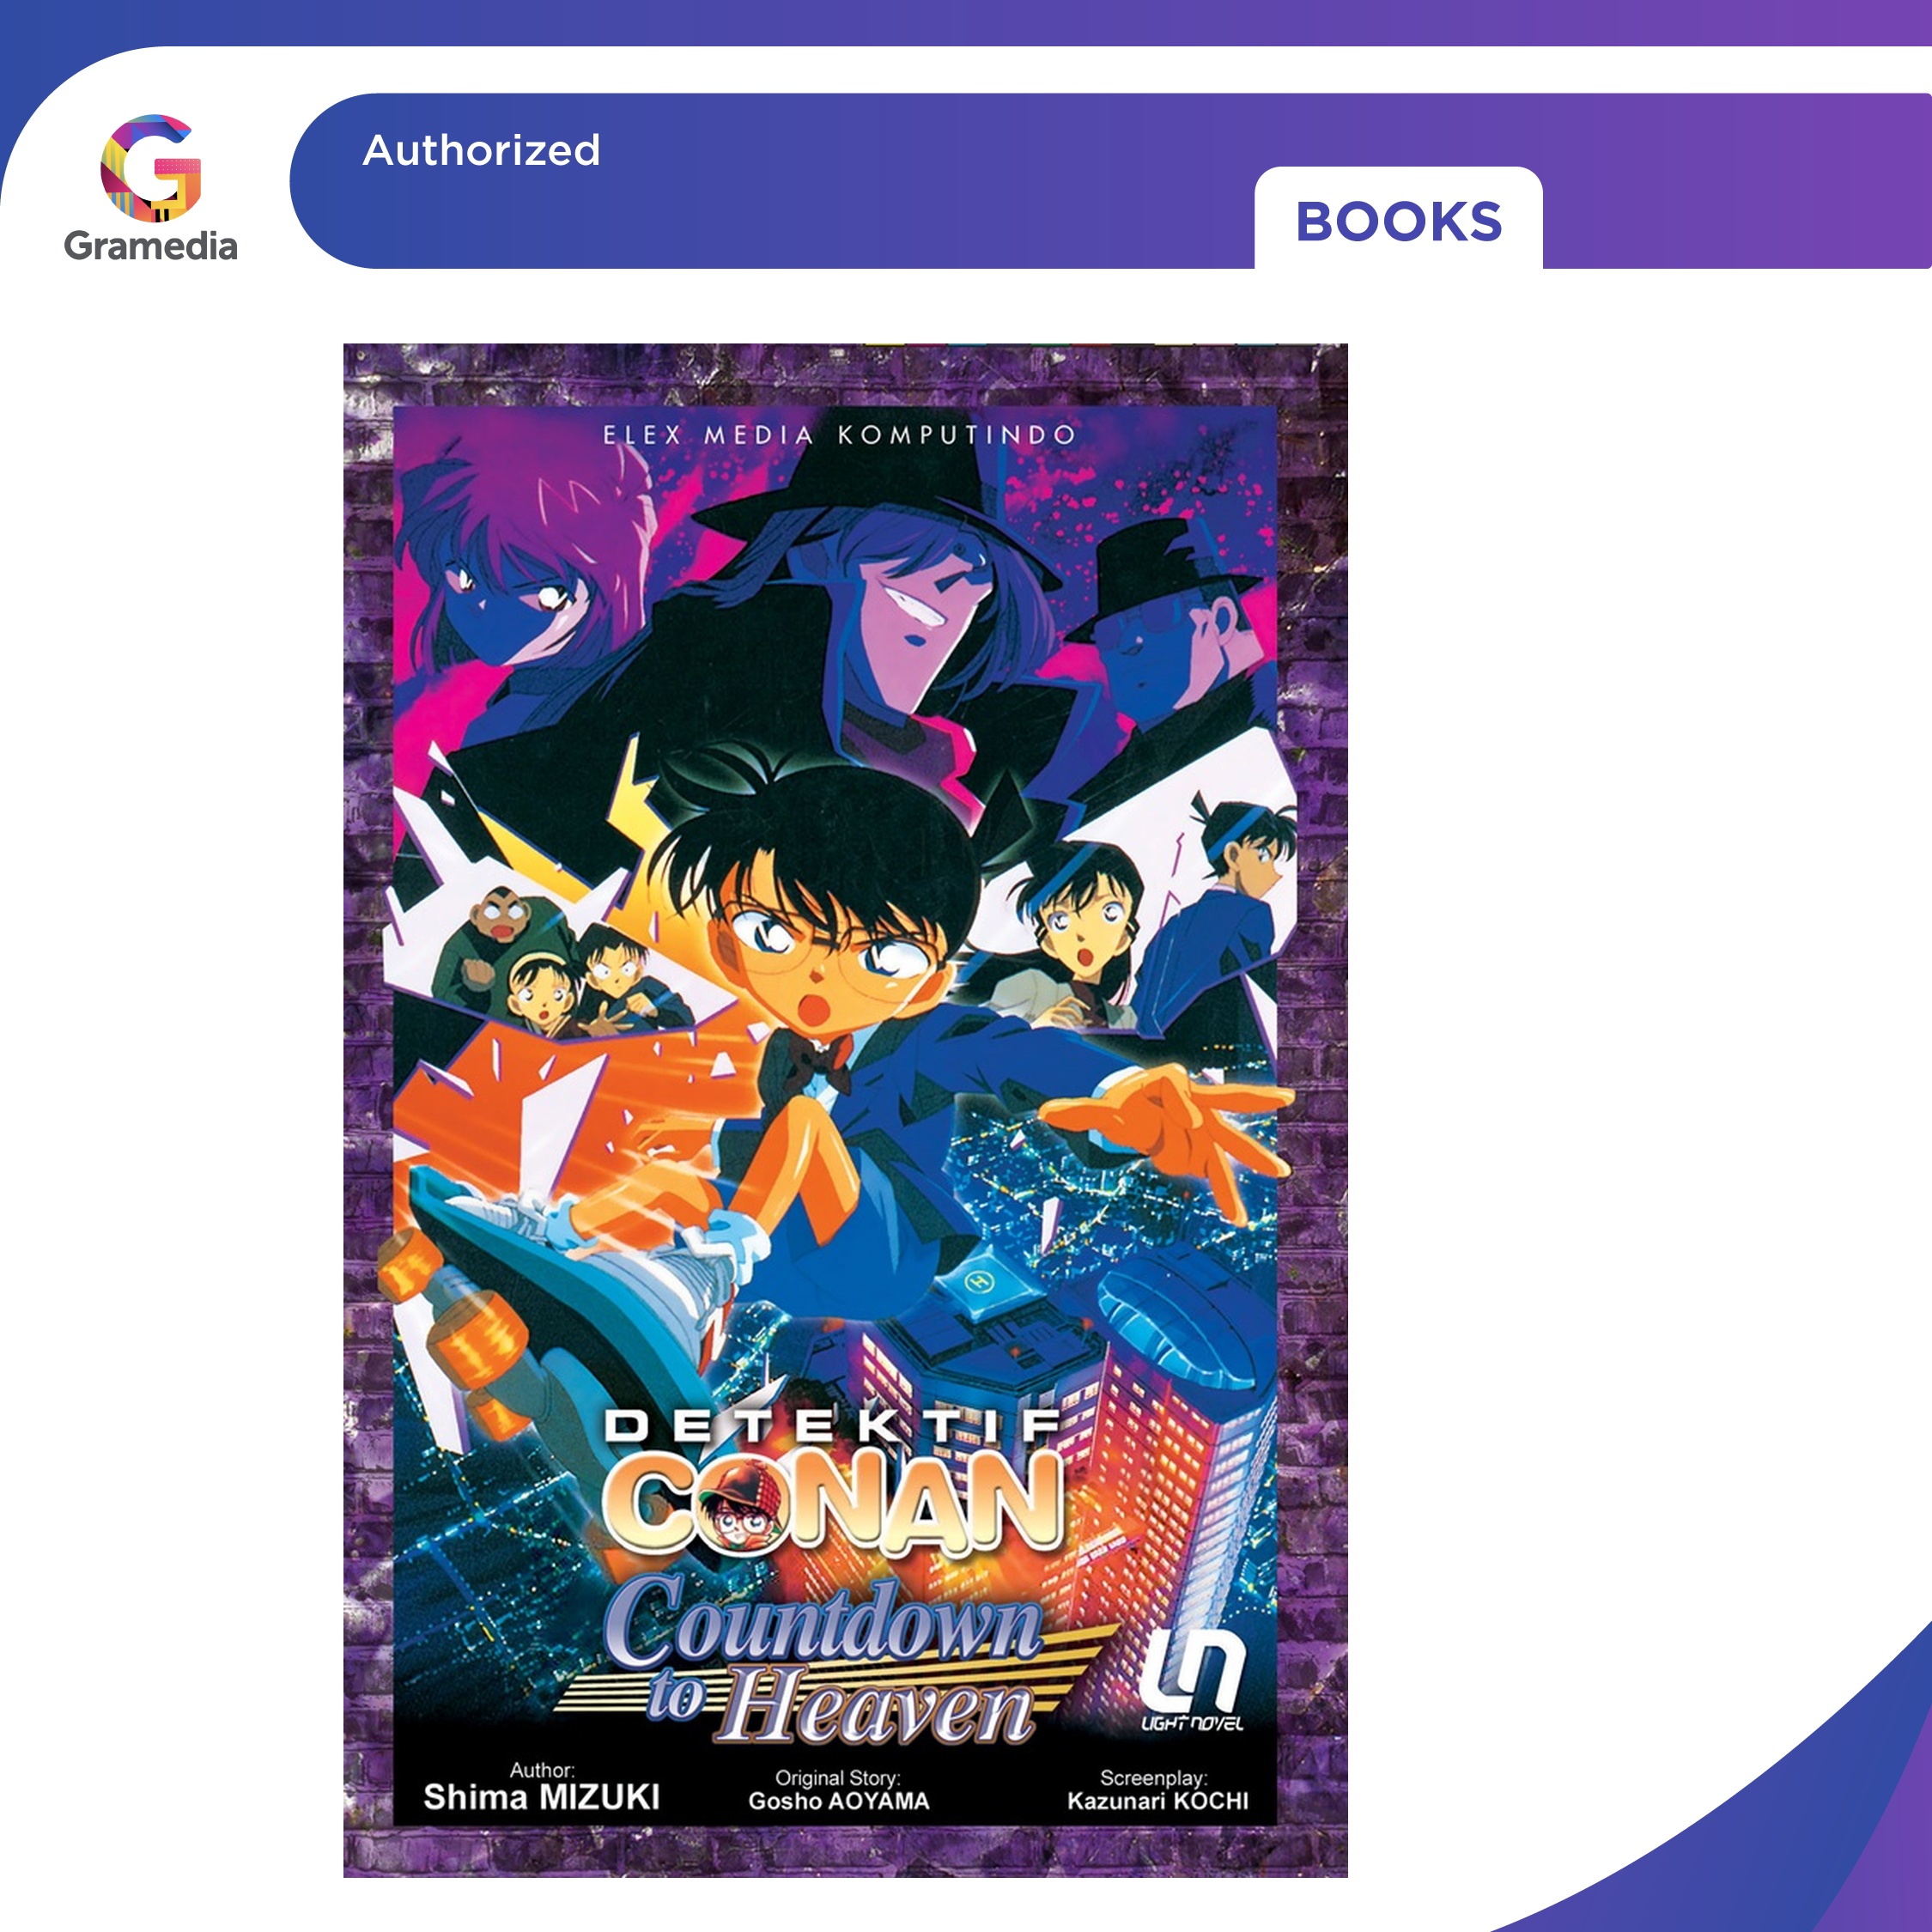 Authorized
BOOKS
Gramedia
ELEX MEDIA KOMPUTINDO
DETEKTIF
CONAN
Countdown
to Heaven
LIGHT NOVEL
Author:
Shima MIZUKI
Original Story:
Gosho AOYAMA
Screenplay:
Kazunari KOCHI